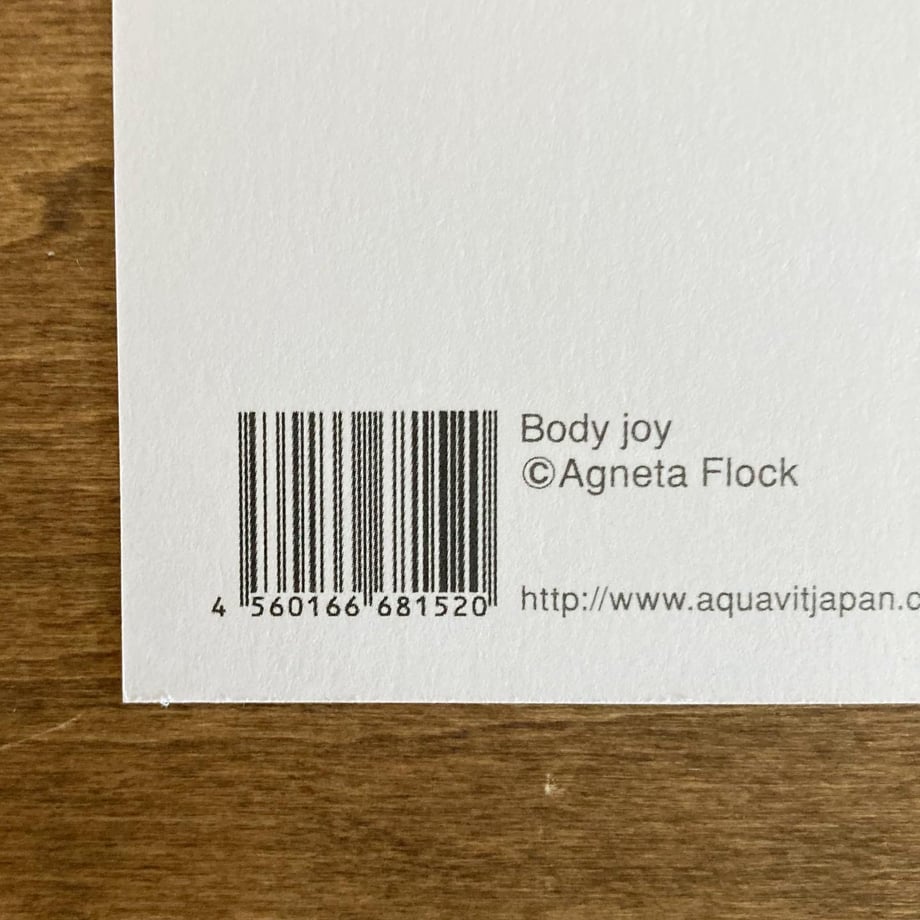 Body joy
©Agneta Flock
http://www.aquavitjapan.c
4 560166 681520